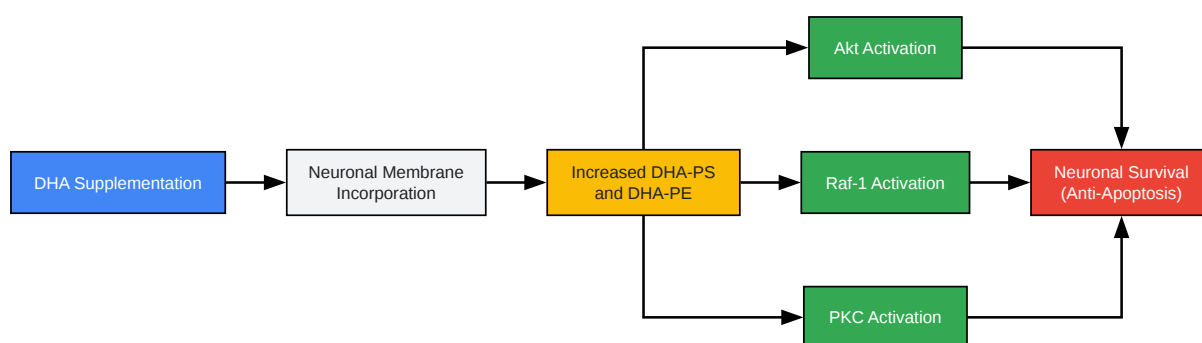 DHA Supplementation
Neuronal Membrane
Incorporation
Increased DHA-PS
and DHA-PE
Akt Activation
Raf-1 Activation
PKC Activation
Neuronal Survival
(Anti-Apoptosis)